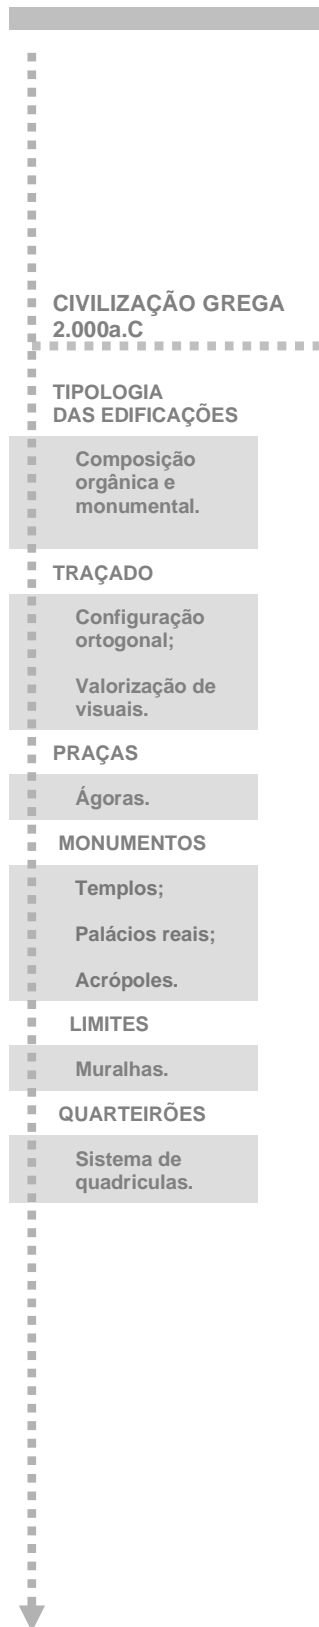 CIVILIZAÇÃO GREGA
2.000a.C
TIPOLOGIA
DAS EDIFICAÇÕES
Composição
orgânica e
monumental.
TRAÇADO
Configuração
ortogonal;
Valorização de
visuais.
PRAÇAS
Ágoras.
MONUMENTOS
Templos;
Palácios reais;
Acrópoles.
LIMITES
Muralhas.
QUARTEIRÕES
Sistema de
quadriculas.